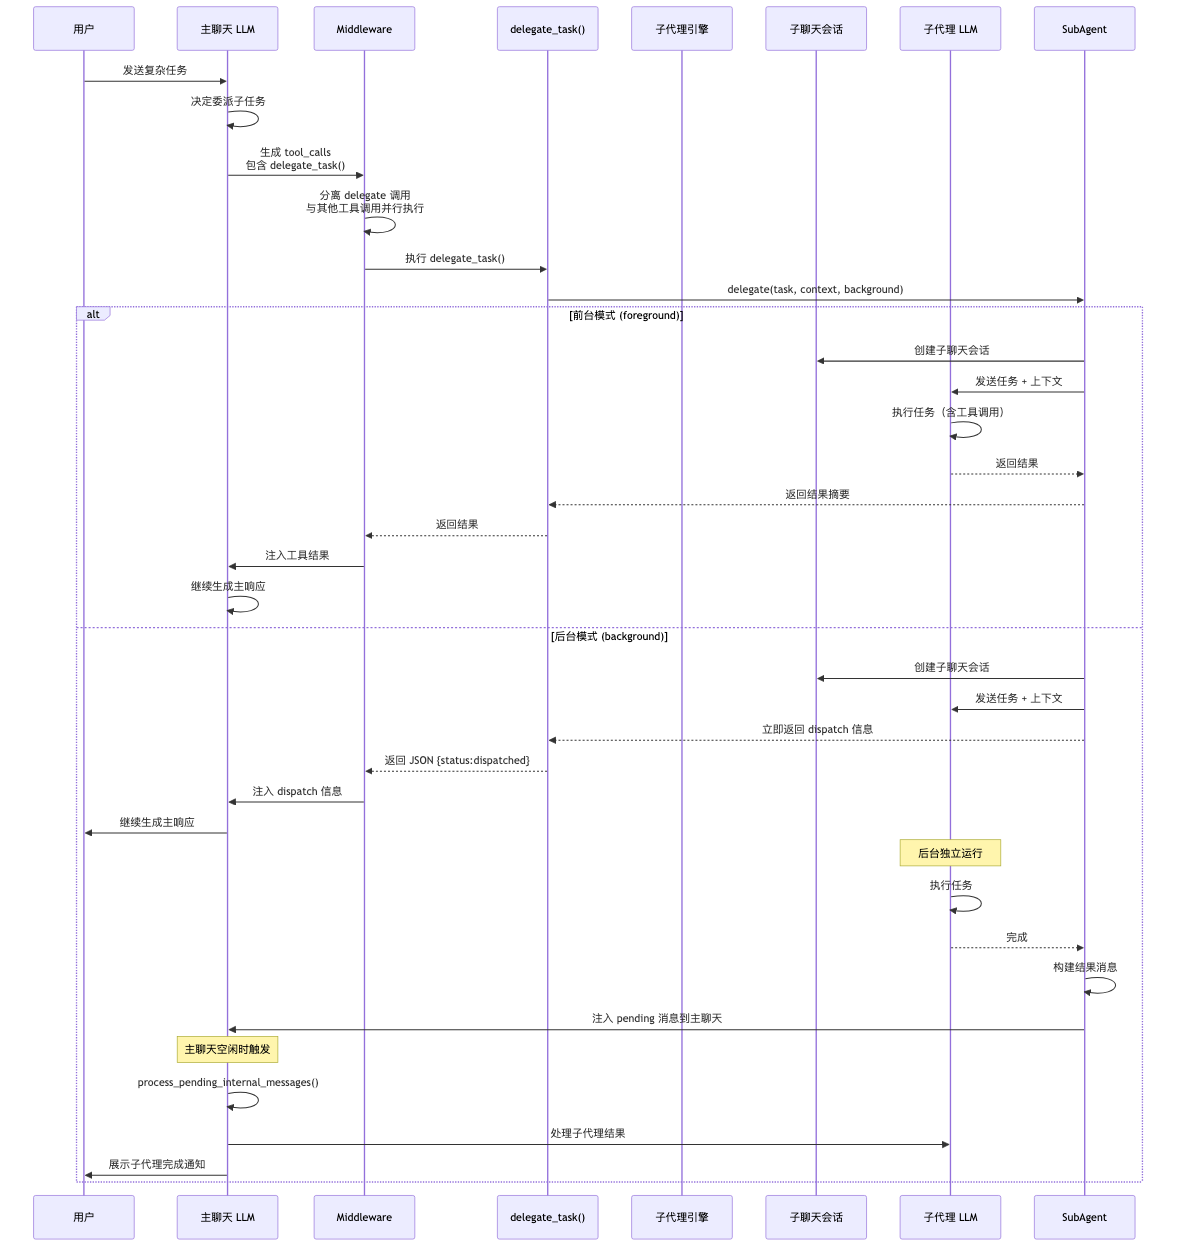 用户
主聊天 LLM
Middleware
delegate_task()
子代理引擎
子聊天会话
子代理 LLM
SubAgent
发送复杂任务
决定委派子任务
生成 tool_calls
包含 delegate_task()
分离 delegate 调用
与其他工具调用并行执行
执行 delegate_task()
delegate(task, context, background)
alt
[前台模式 (foreground)]
创建子聊天会话
发送任务 + 上下文
执行任务（含工具调用）
返回结果
返回结果摘要
返回结果
注入工具结果
继续生成主响应
[后台模式 (background)]
创建子聊天会话
发送任务 + 上下文
立即返回 dispatch 信息
返回 JSON {status:dispatched}
注入 dispatch 信息
继续生成主响应
后台独立运行
执行任务
完成
构建结果消息
注入 pending 消息到主聊天
主聊天空闲时触发
process_pending_internal_messages()
处理子代理结果
展示子代理完成通知
用户
主聊天 LLM
Middleware
delegate_task()
子代理引擎
子聊天会话
子代理 LLM
SubAgent